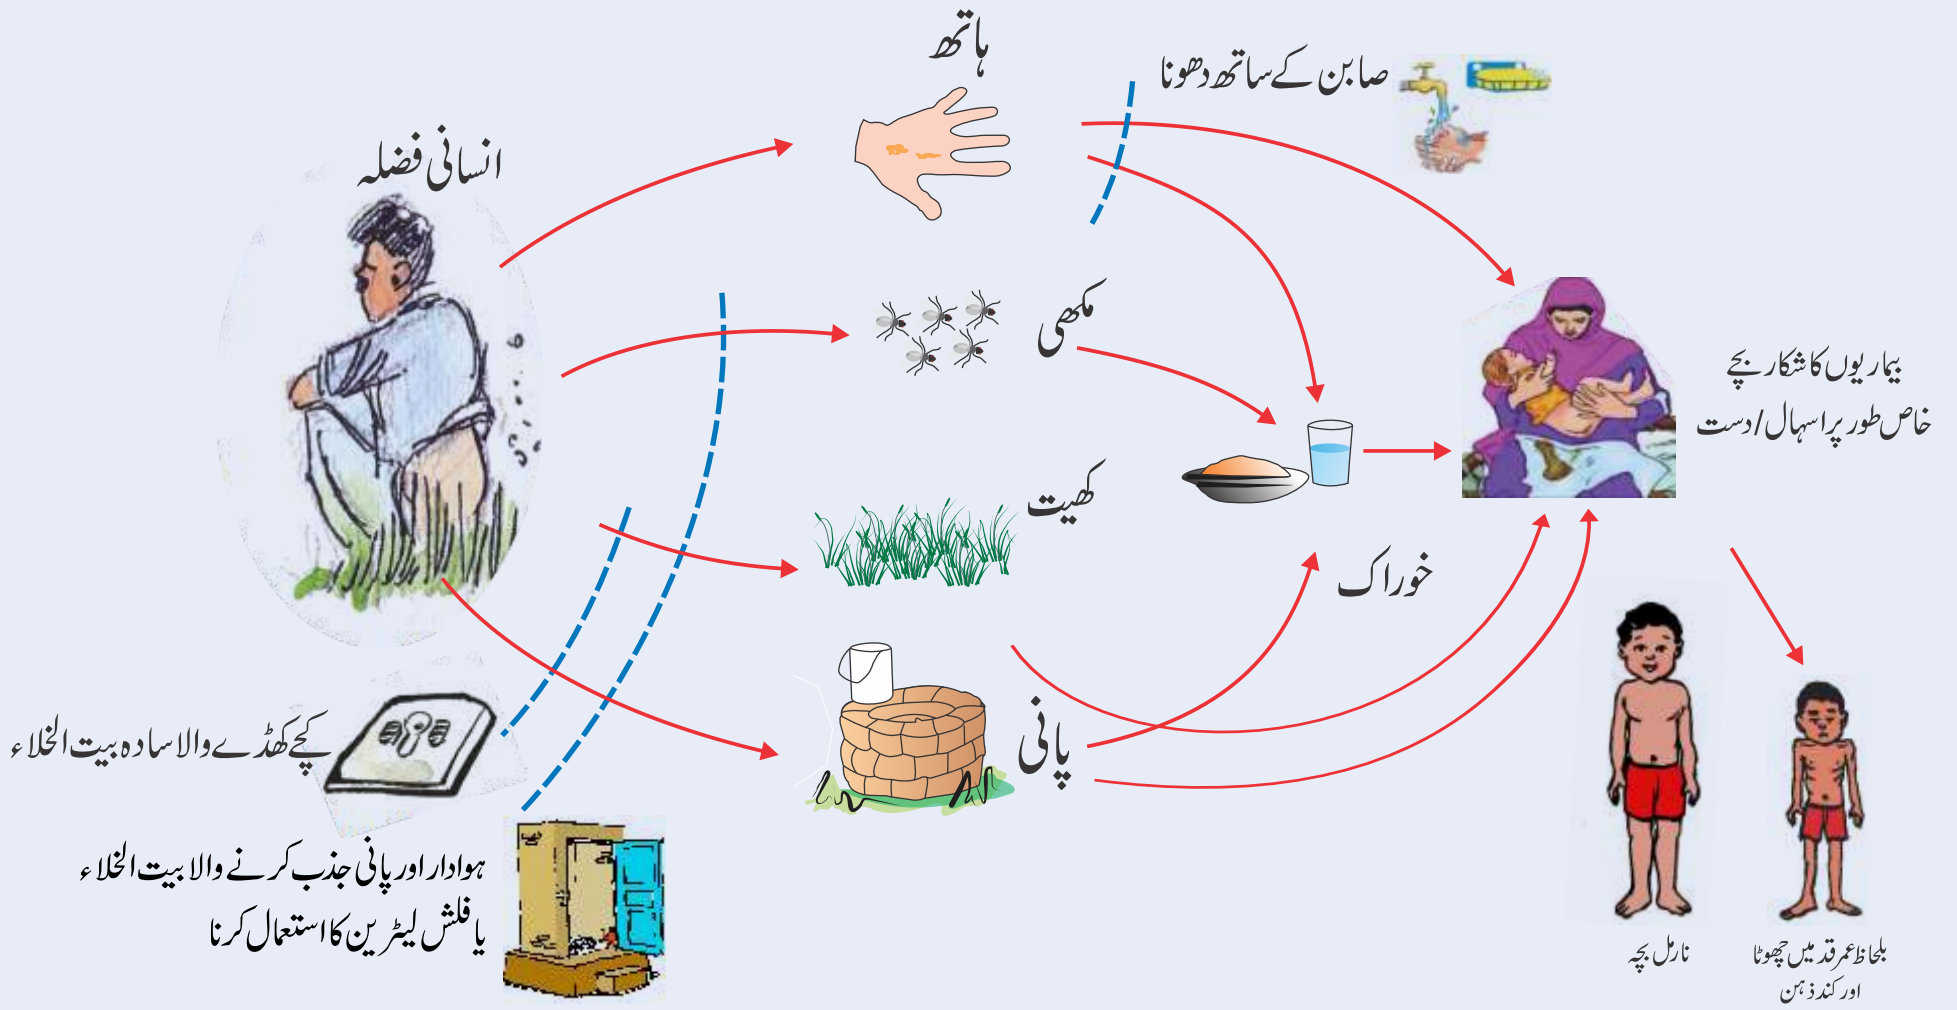 ہاتھ
صابن کے ساتھ دھونا
انسانی فضلہ
مکھی
بیماریوں کا شکار بچے
خاص طور پر اسہال/دست
کھیت
خوراک
پانی
کچے کھڈے والا سادہ بیت الخلاء
ہوادار اور پانی جذب کرنے والا بیت الخلاء
یا فلش لیٹرین کا استعمال کرنا
نارمل بچہ
بلحاظ عمر قد میں چھوٹا
اور کند ذہن